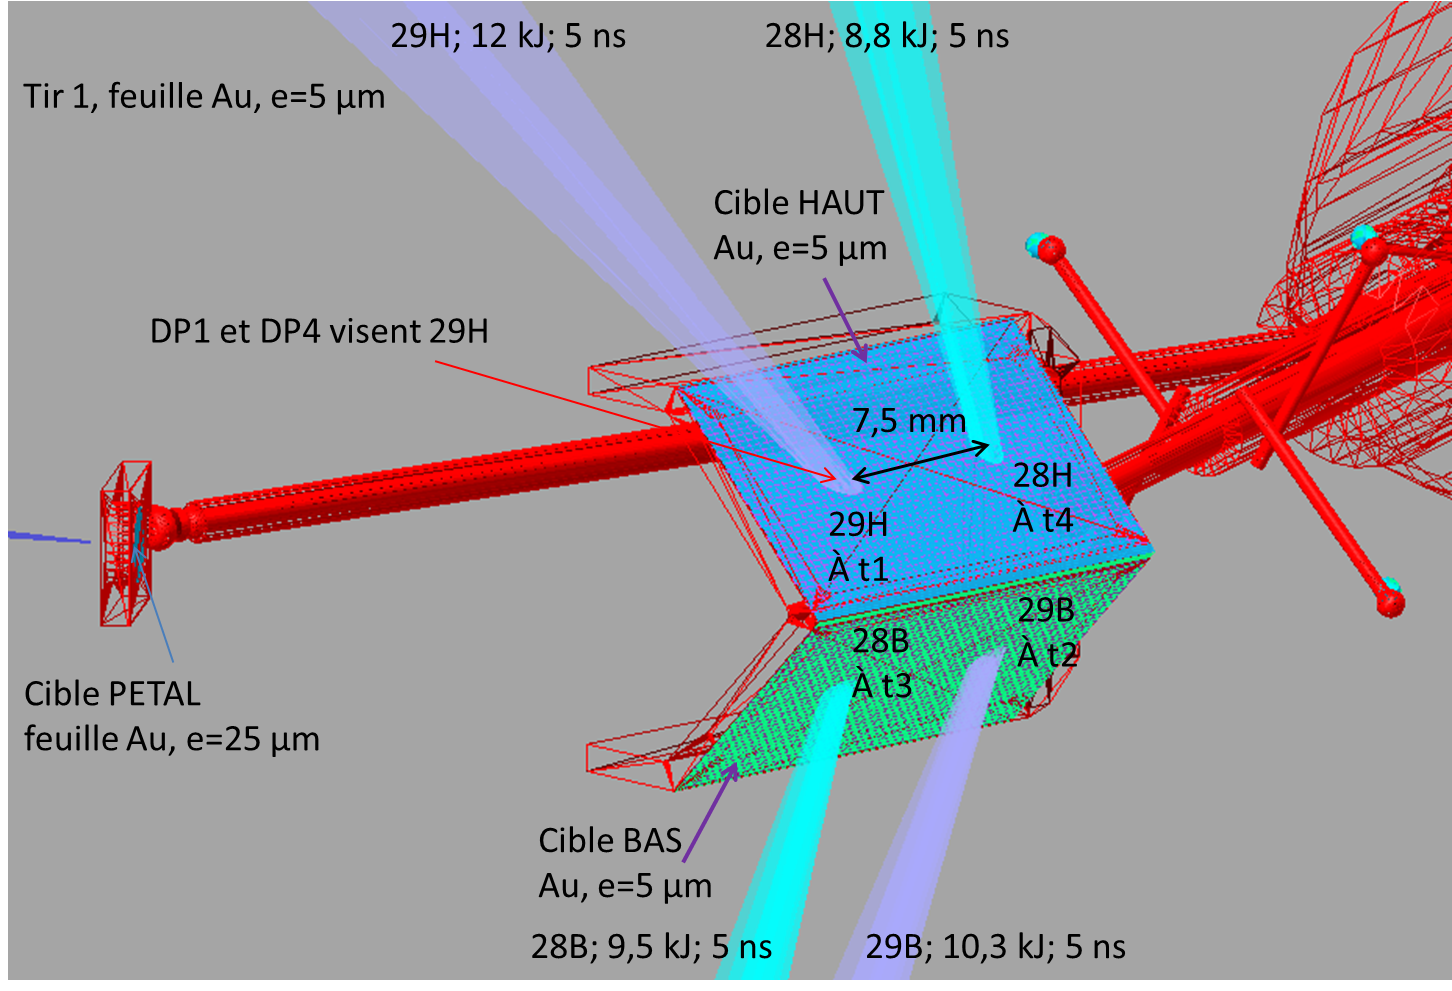 29H; 12 kJ; 5 ns
28H; 8,8 kJ; 5 ns
Tir 1, feuille Au, e=5 µm
Cible HAUT
Au, e=5 µm
DP1 et DP4 visent 29H
7,5 mm
28H
À t4
29H
À t1
29B
À t2
28B
À t3
Cible PETAL
feuille Au, e=25 µm
Cible BAS
Au, e=5 µm
28B; 9,5 kJ; 5 ns
29B; 10,3 kJ; 5 ns